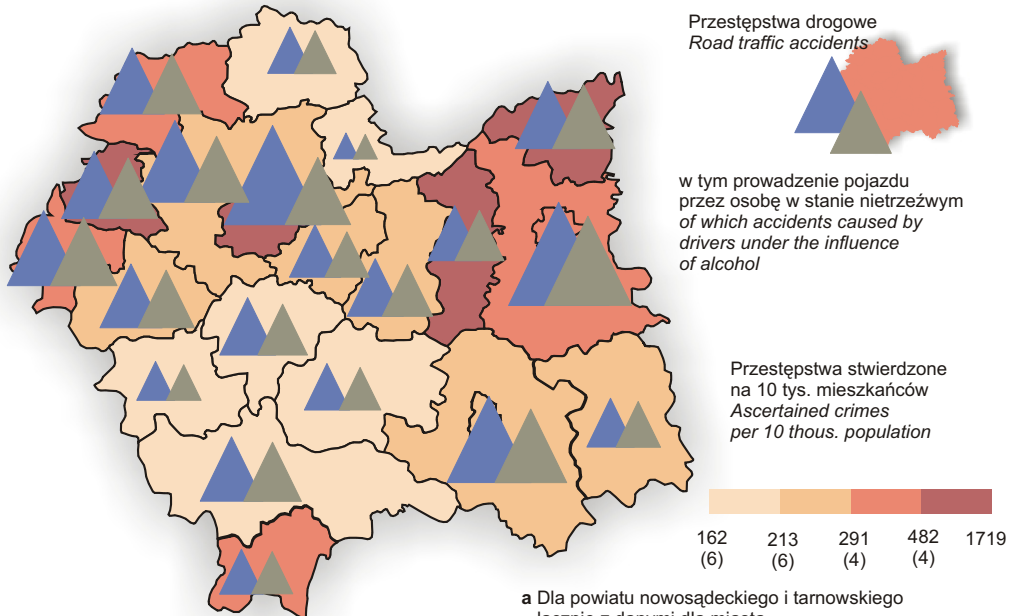 Przestępstwa drogowe
Road traffic accidents
w tym prowadzenie pojazdu
przez osobę w stanie nietrzeźwym
of which accidents caused by
drivers under the influence
of alcohol
Przestępstwa stwierdzone
na 10 tys. mieszkańców
Ascertained crimes
per 10 thous. population
162 213 291 482 1719
(6) (6) (4) (4)
a Dla powiatu nowosądeckiego i tarnowskiego